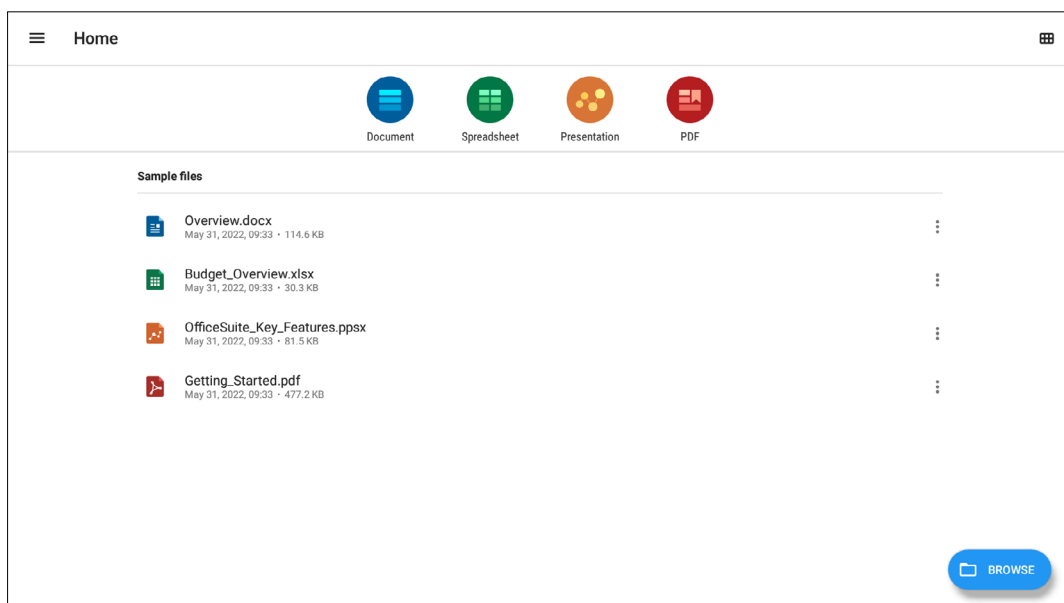 Home
Document Spreadsheet Presentation PDF
Sample files
Overview.docx
May 31, 2022, 09:33 • 114.6 KB
Budget_Overview.xlsx
May 31, 2022, 09:33 • 30.3 KB
OfficeSuite_Key_Features.ppsx
May 31, 2022, 09:33 • 81.5 KB
Getting_Started.pdf
May 31, 2022, 09:33 • 477.2 KB
BROWSE